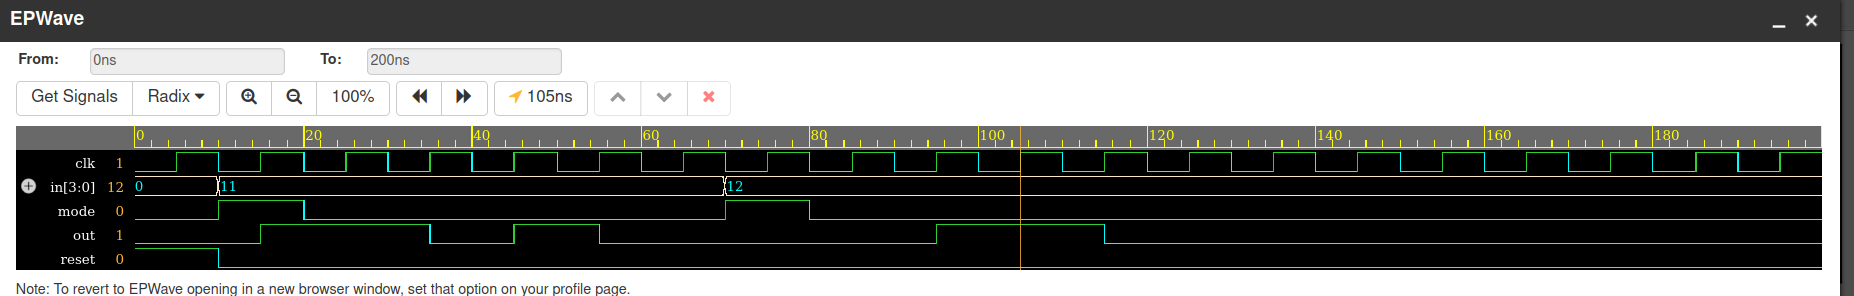 EPWave
From: 0ns To: 200ns
Get Signals Radix 100% 105ns
0 20 40 60 80 100 120 140 160 180
clk 1
in[3:0] 12 0 11 12
mode 0
out 1
reset 0
Note: To revert to EPWave opening in a new browser window, set that option on your profile page.